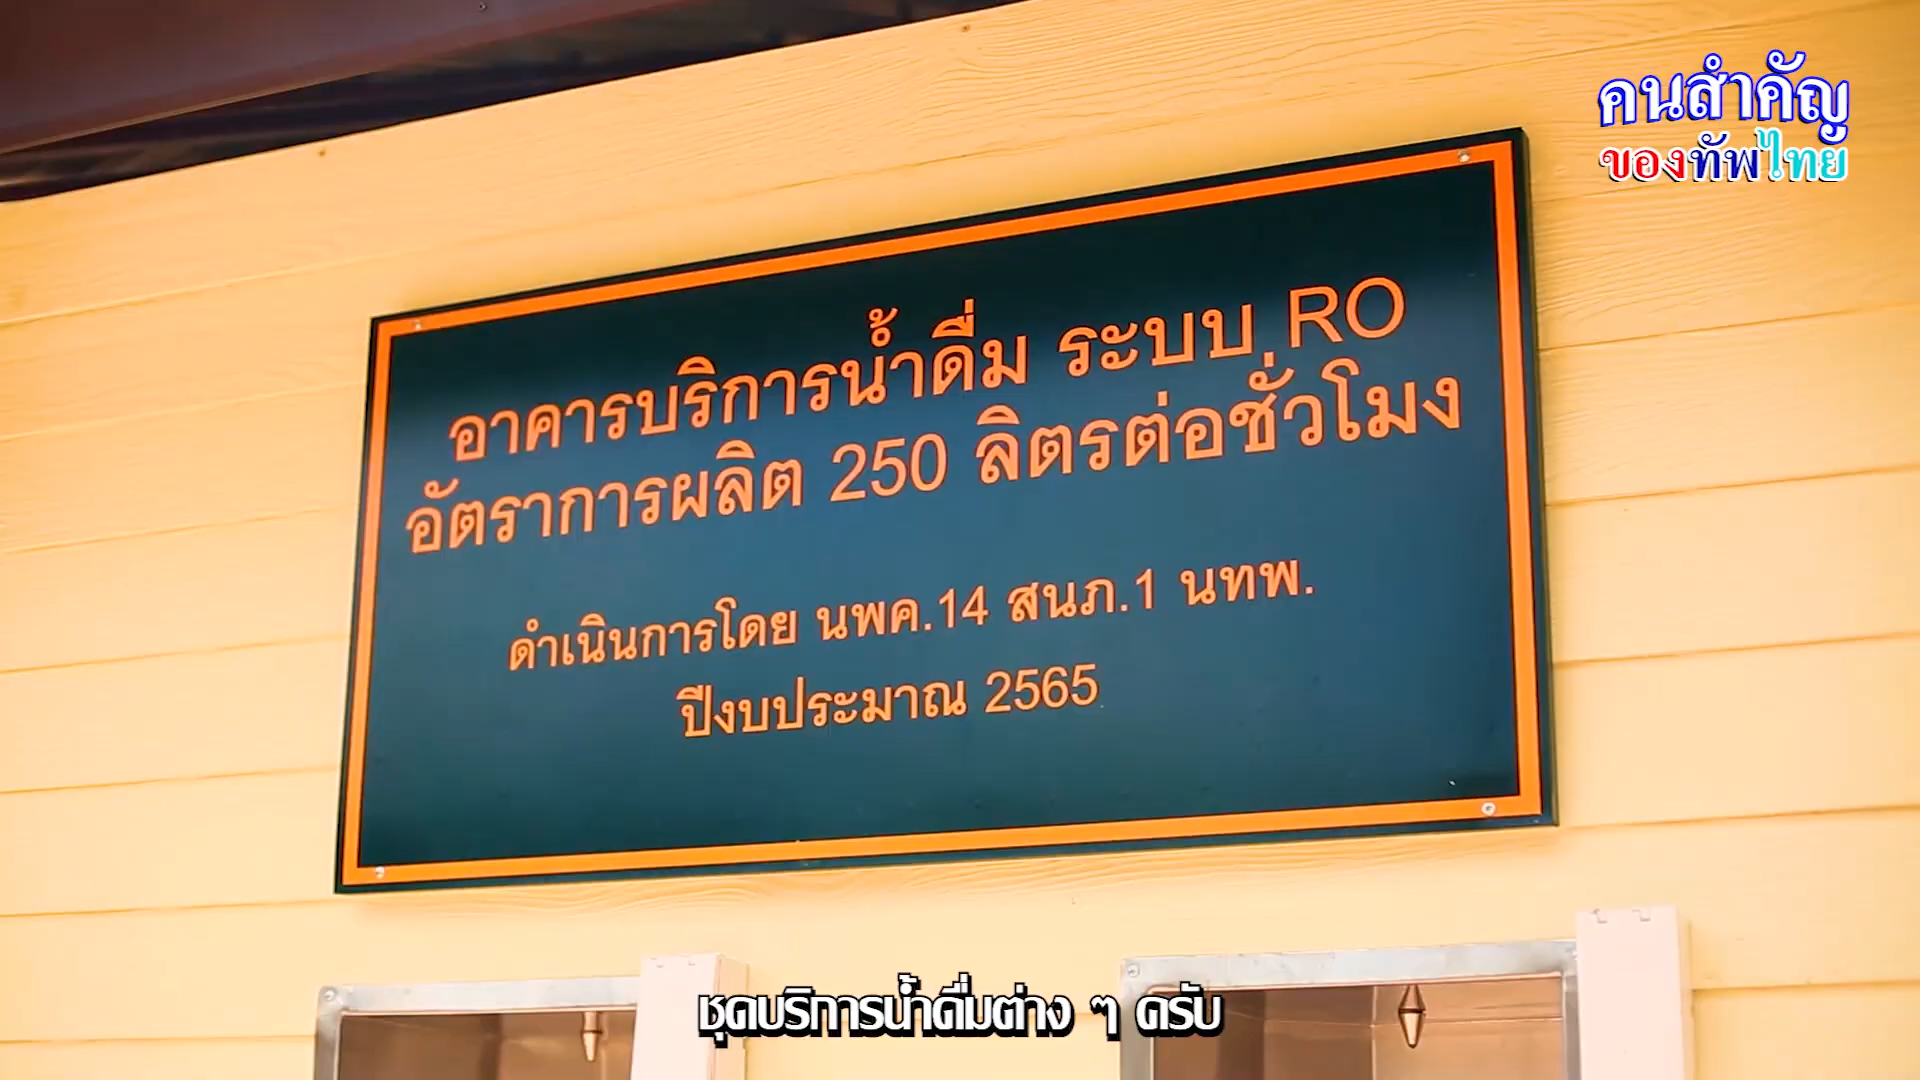 คนสำคัญ
ของทัพไทย
อาคารบริการน้ำดื่ม ระบบ RO
อัตราการผลิต 250 ลิตรต่อชั่วโมง
ดำเนินการโดย นพค.14 สนภ.1 นทพ.
ปีงบประมาณ 2565
ชุดบริการน้ำดื่มต่าง ๆ ครับ